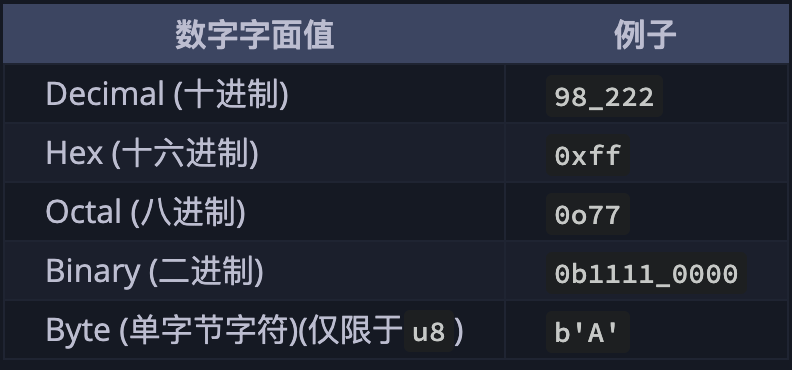 数字字面值 例子
Decimal (十进制) 98_222
Hex (十六进制) 0xff
Octal (八进制) 0o77
Binary (二进制) 0b1111_0000
Byte (单字节字符)(仅限于 u8 ) b'A'